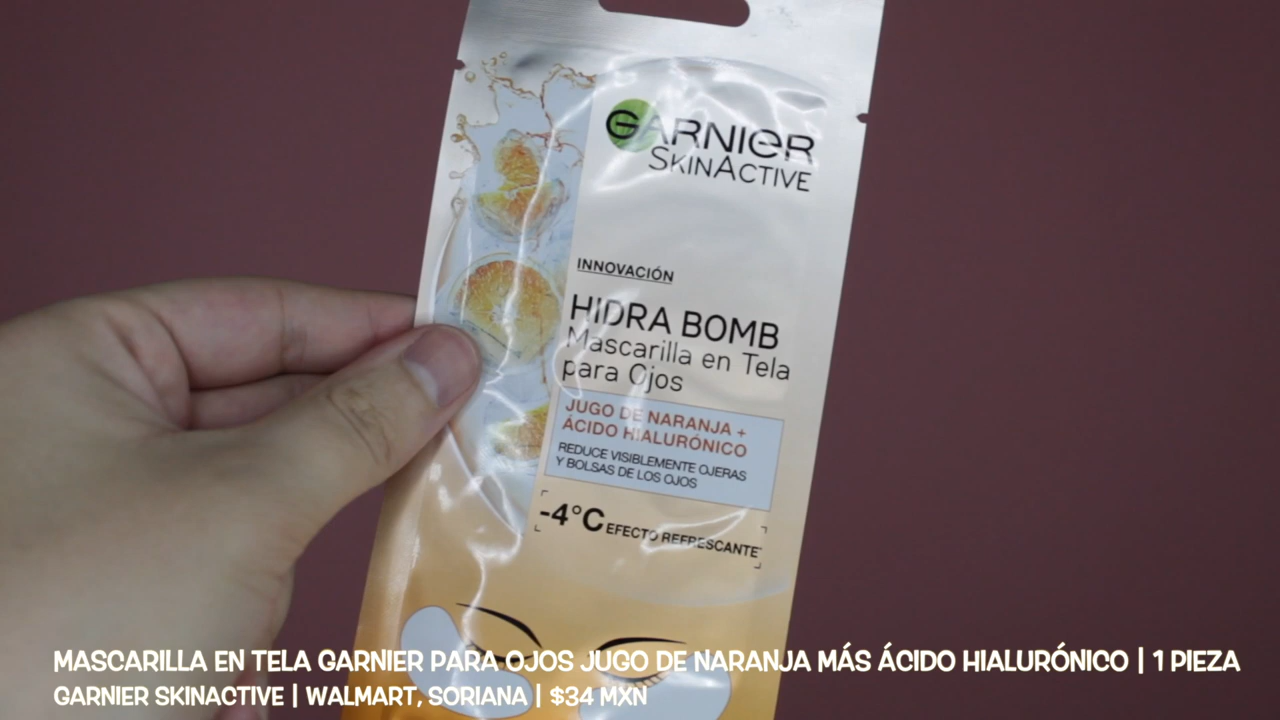 GARNIER
SKINACTIVE
INNOVACIÓN
HIDRA BOMB
Mascarilla en Tela
para Ojos
JUGO DE NARANJA +
ÁCIDO HIALURÓNICO
REDUCE VISIBLEMENTE OJERAS
Y BOLSAS DE LOS OJOS
-4°C EFECTO REFRESCANTE*
MASCARILLA EN TELA GARNIER PARA OJOS JUGO DE NARANJA MÁS ÁCIDO HIALURÓNICO | 1 PIEZA
GARNIER SKINACTIVE | WALMART, SORIANA | $34 MXN